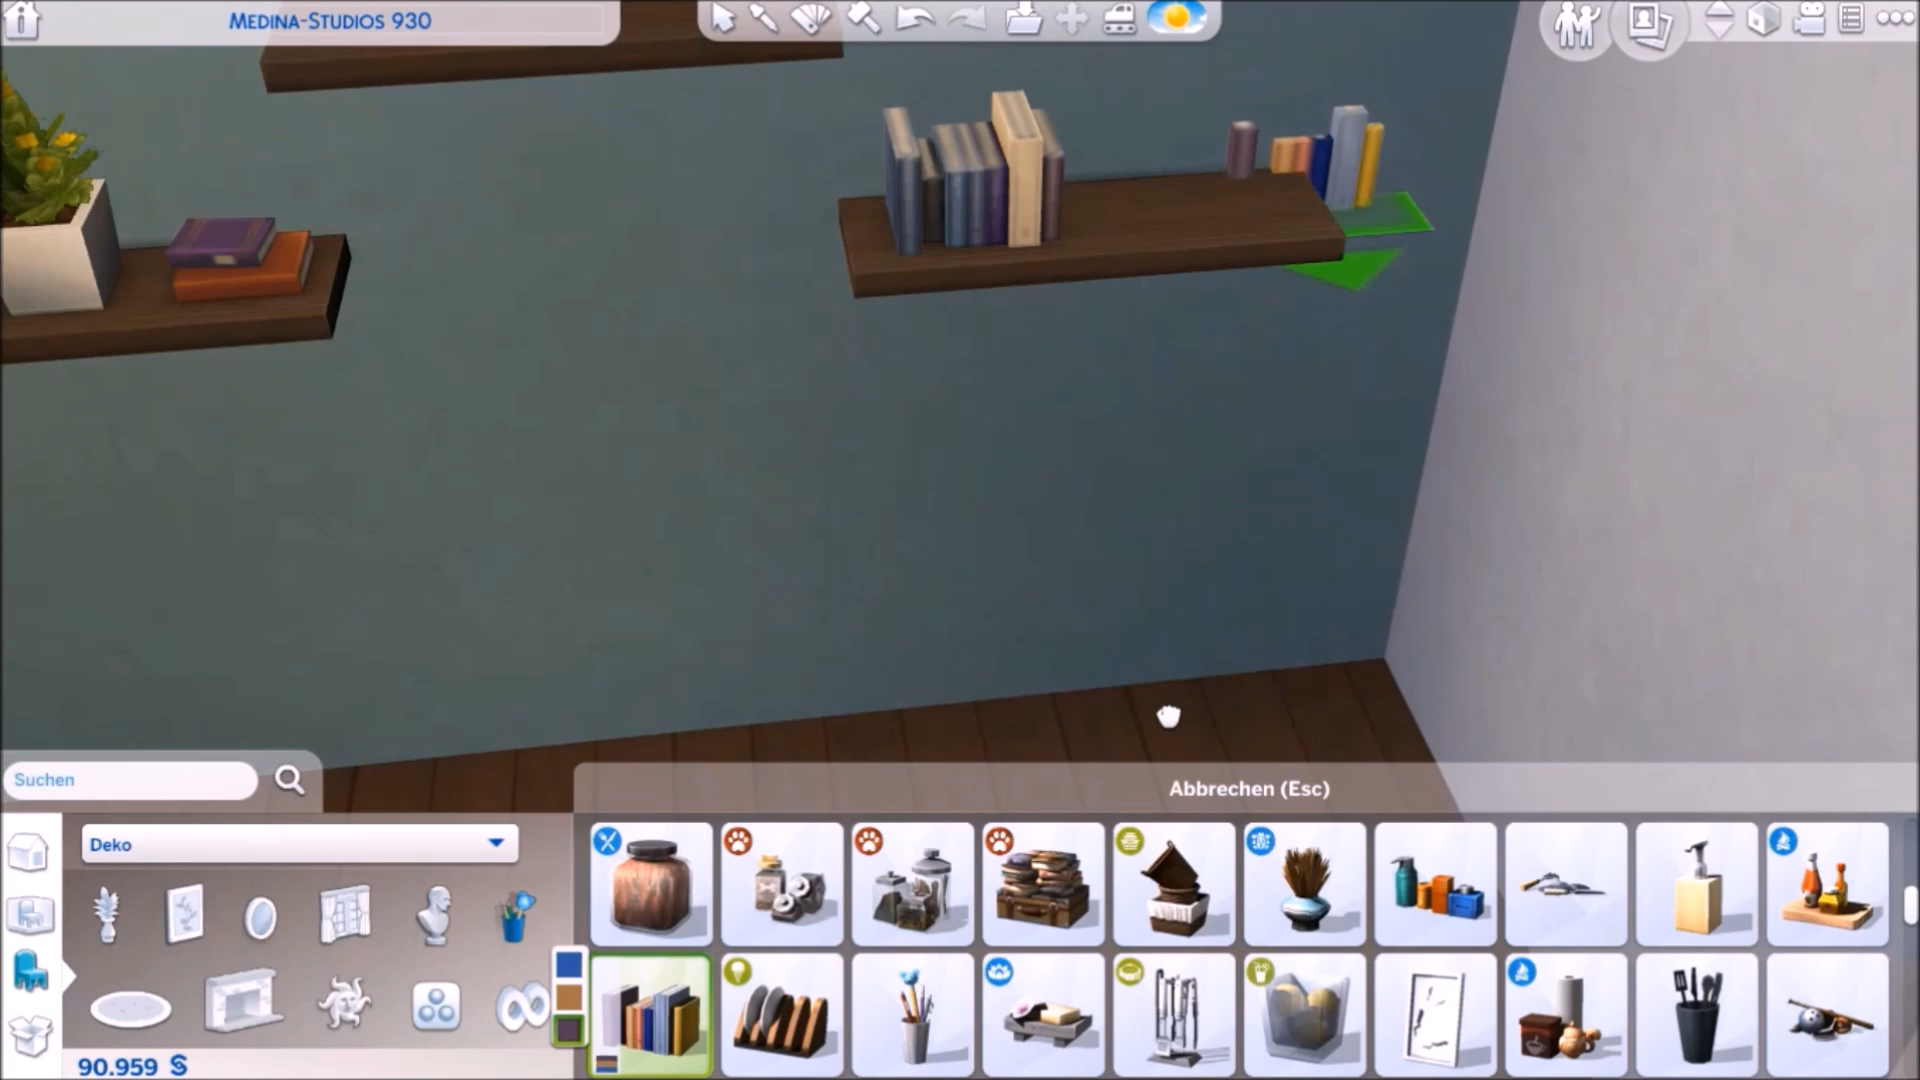 Medina-Studios 930
Suchen
Abbrechen (Esc)
Deko
90.959 S